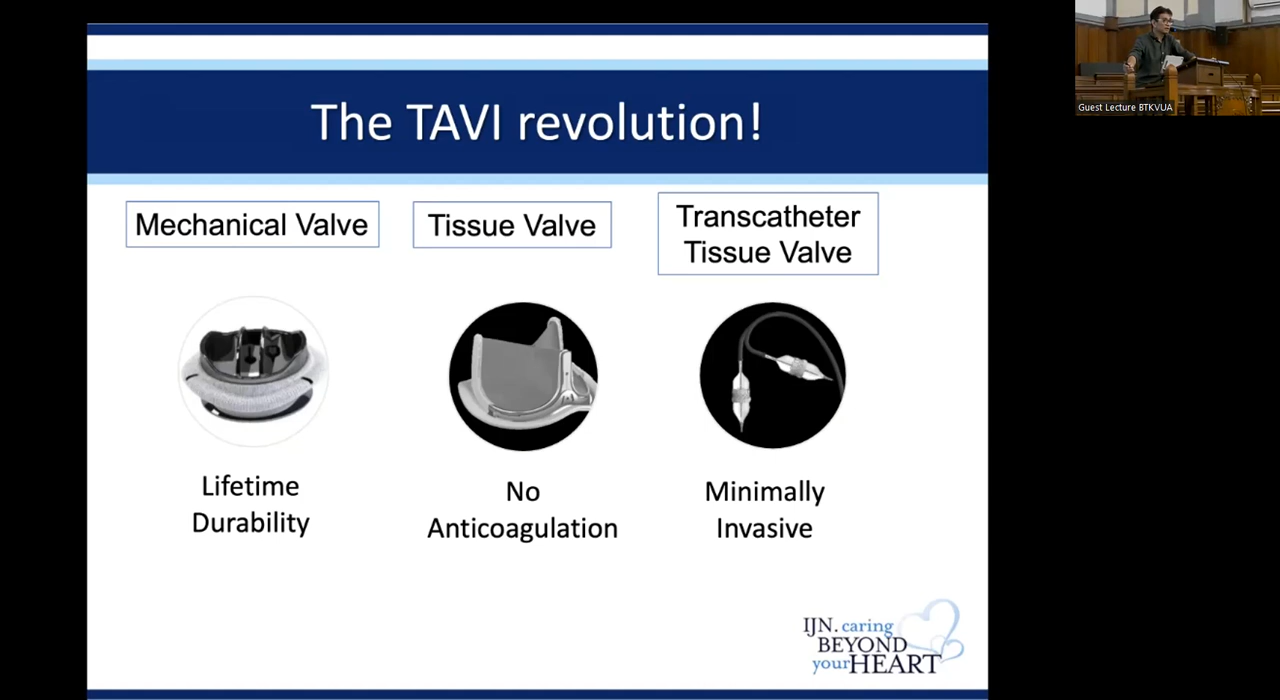 The TAVI revolution!
Mechanical Valve
Tissue Valve
Transcatheter
Tissue Valve
Lifetime
Durability
No
Anticoagulation
Minimally
Invasive
IJN. caring
BEYOND
your HEART
Guest Lecture BTKVUA